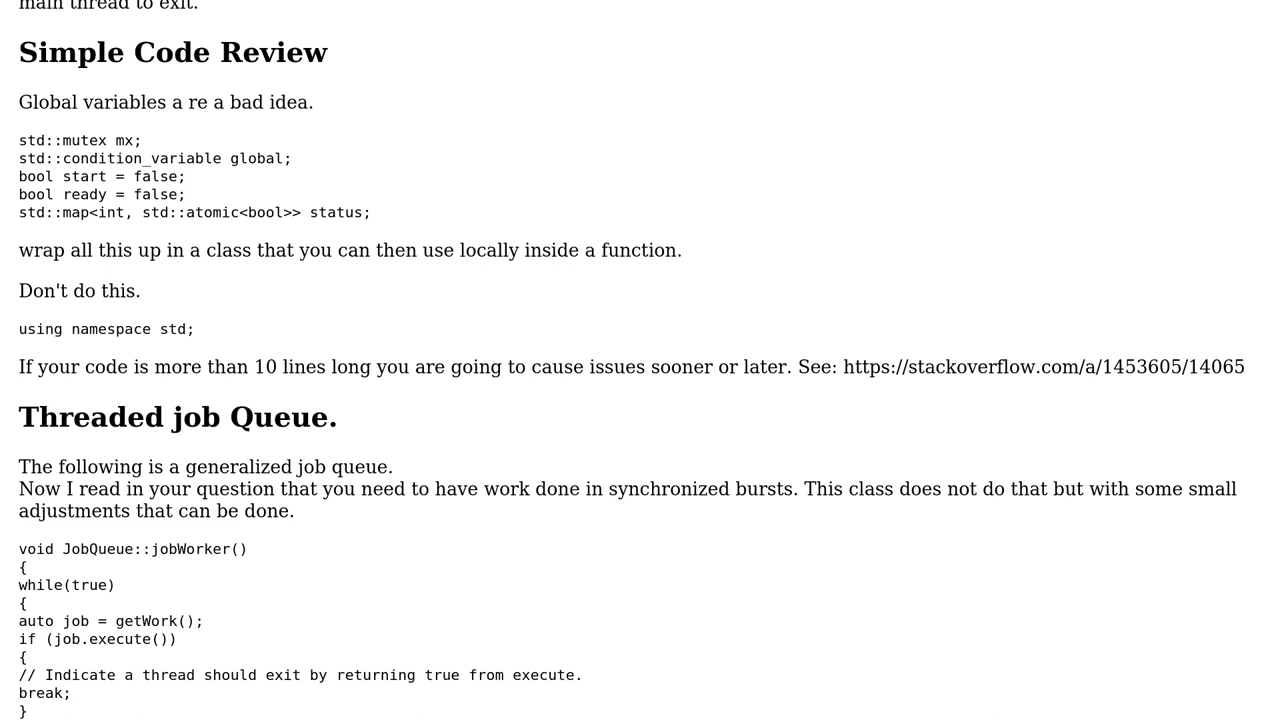 main thread to exit.
Simple Code Review
Global variables a re a bad idea.
std::mutex mx;
std::condition_variable global;
bool start = false;
bool ready = false;
std::map<int, std::atomic<bool>> status;
wrap all this up in a class that you can then use locally inside a function.
Don't do this.
using namespace std;
If your code is more than 10 lines long you are going to cause issues sooner or later. See: https://stackoverflow.com/a/1453605/14065
Threaded job Queue.
The following is a generalized job queue.
Now I read in your question that you need to have work done in synchronized bursts. This class does not do that but with some small
adjustments that can be done.
void JobQueue::jobWorker()
{
while(true)
{
auto job = getWork();
if (job.execute())
{
// Indicate a thread should exit by returning true from execute.
break;
}